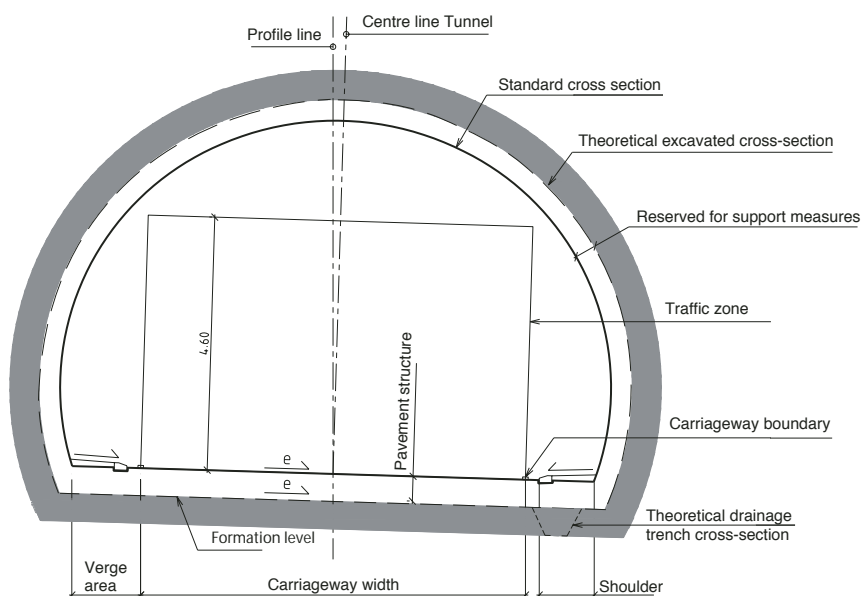 Centre line Tunnel
Profile line
Standard cross section
Theoretical excavated cross-section
Reserved for support measures
Traffic zone
4.60
Pavement structure
Carriageway boundary
e
e
Theoretical drainage
trench cross-section
Formation level
Verge
area
Carriageway width
Shoulder